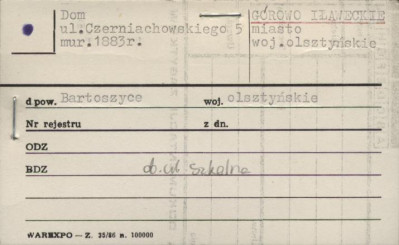 Dom
ul.Czerniachowskiego 5
mur. 1883r.
GÓROWO IŁAWECKIE
miasto
woj.olsztyńskie
d pow. Bartoszyce woj. olsztyńskie
Nr rejestru z dn.
ODZ
BDZ d. ul Szkolna
WAREXPO — Z. 35/86 n. 100000